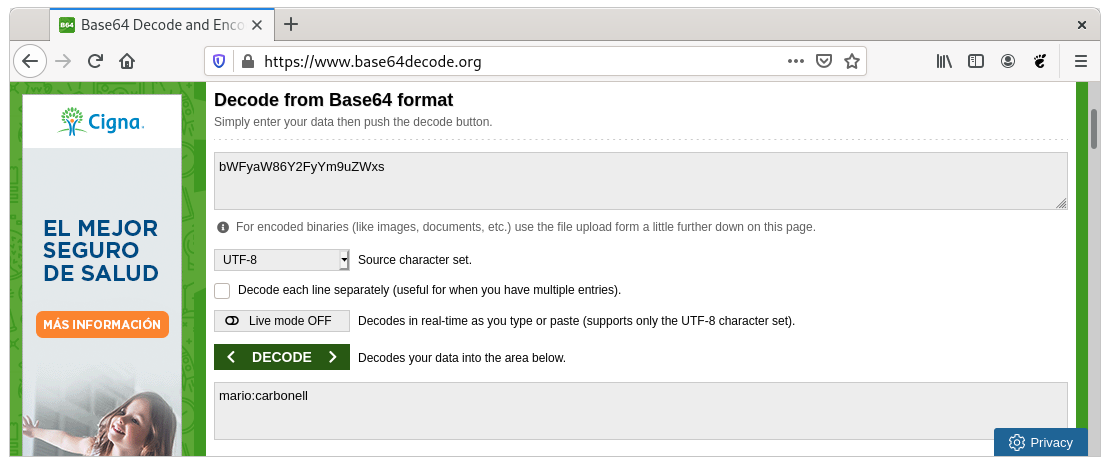 B64 Base64 Decode and Enco
https://www.base64decode.org
Cigna.
EL MEJOR
SEGURO
DE SALUD
MÁS INFORMACIÓN
Decode from Base64 format
Simply enter your data then push the decode button.
bWFyaW86Y2FyYm9uZWxs
For encoded binaries (like images, documents, etc.) use the file upload form a little further down on this page.
UTF-8 Source character set.
Decode each line separately (useful for when you have multiple entries).
Live mode OFF Decodes in real-time as you type or paste (supports only the UTF-8 character set).
DECODE Decodes your data into the area below.
mario:carbonell
Privacy